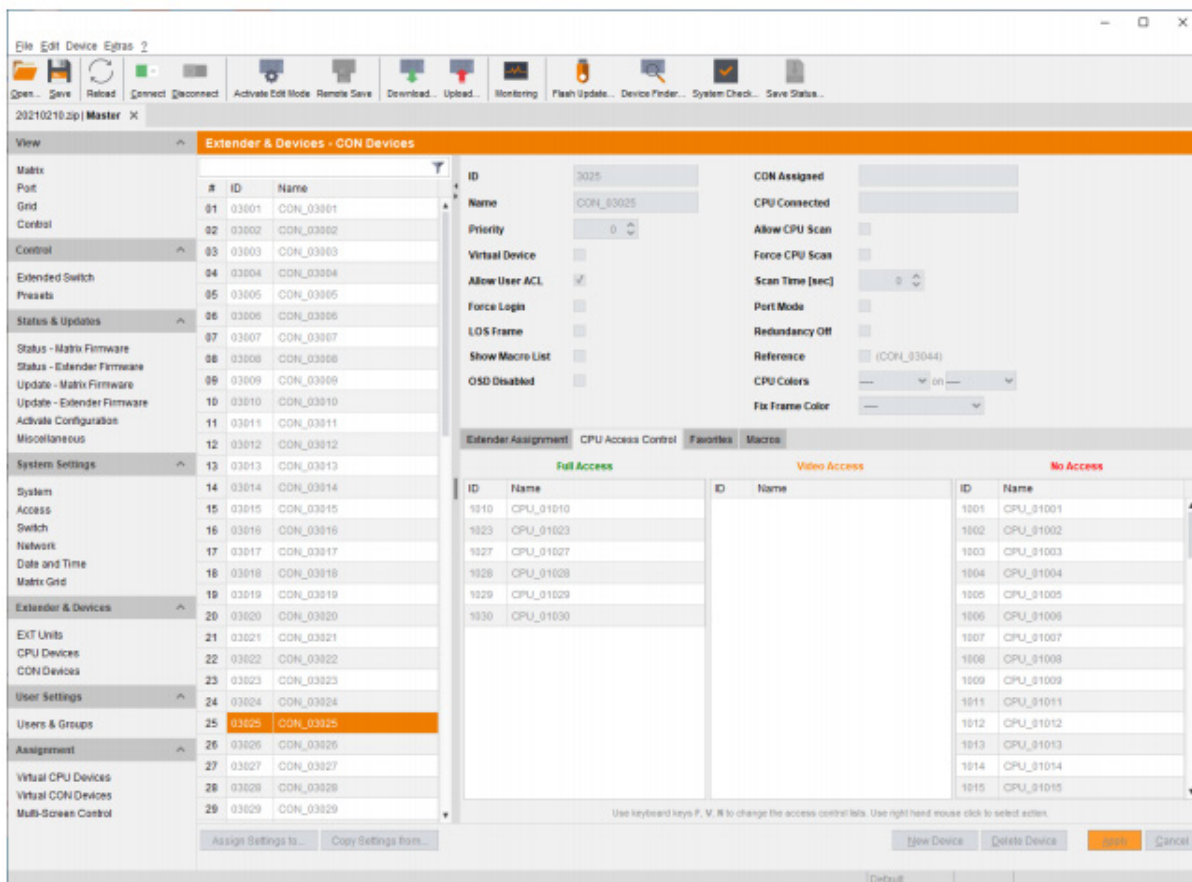 File Edit Device Extras ?
Open... Save Reload Connect Disconnect Activate Edit Mode Remote Save Download... Upload... Monitoring Flash Update... Device Finder... System Check... Save Status...
20210210.zip | Master X
View
Matrix
Port
Grid
Control
Control
Extended Switch
Presets
Status & Updates
Status - Matrix Firmware
Status - Extender Firmware
Update - Matrix Firmware
Update - Extender Firmware
Activate Configuration
Miscellaneous
System Settings
System
Access
Switch
Network
Date and Time
Matrix Grid
Extender & Devices
EXT Units
CPU Devices
CON Devices
User Settings
Users & Groups
Assignment
Virtual CPU Devices
Virtual CON Devices
Multi-Screen Control
Extender & Devices - CON Devices
# ID Name
01 03001 CON_03001
02 03002 CON_03002
03 03003 CON_03003
04 03004 CON_03004
05 03005 CON_03005
06 03006 CON_03006
07 03007 CON_03007
08 03008 CON_03008
09 03009 CON_03009
10 03010 CON_03010
11 03011 CON_03011
12 03012 CON_03012
13 03013 CON_03013
14 03014 CON_03014
15 03015 CON_03015
16 03016 CON_03016
17 03017 CON_03017
18 03018 CON_03018
19 03019 CON_03019
20 03020 CON_03020
21 03021 CON_03021
22 03022 CON_03022
23 03023 CON_03023
24 03024 CON_03024
25 03025 CON_03025
26 03026 CON_03026
27 03027 CON_03027
28 03028 CON_03028
29 03029 CON_03029
Assign Settings to... Copy Settings from...
ID 3025
Name CON_03025
Priority 0
Virtual Device
Allow User ACL
Force Login
LOS Frame
Show Macro List
OSD Disabled
CON Assigned
CPU Connected
Allow CPU Scan
Force CPU Scan
Scan Time [sec] 0
Port Mode
Redundancy Off
Reference (CON_03044)
CPU Colors ---- on ----
Fix Frame Color ----
Extender Assignment CPU Access Control Favorites Macros
Full Access
ID Name
1010 CPU_01010
1023 CPU_01023
1027 CPU_01027
1028 CPU_01028
1029 CPU_01029
1030 CPU_01030
Video Access
ID Name
No Access
ID Name
1001 CPU_01001
1002 CPU_01002
1003 CPU_01003
1004 CPU_01004
1005 CPU_01005
1006 CPU_01006
1007 CPU_01007
1008 CPU_01008
1009 CPU_01009
1011 CPU_01011
1012 CPU_01012
1013 CPU_01013
1014 CPU_01014
1015 CPU_01015
Use keyboard keys F, V, N to change the access control lists. Use right hand mouse click to select action.
New Device Delete Device Apply Cancel
Default